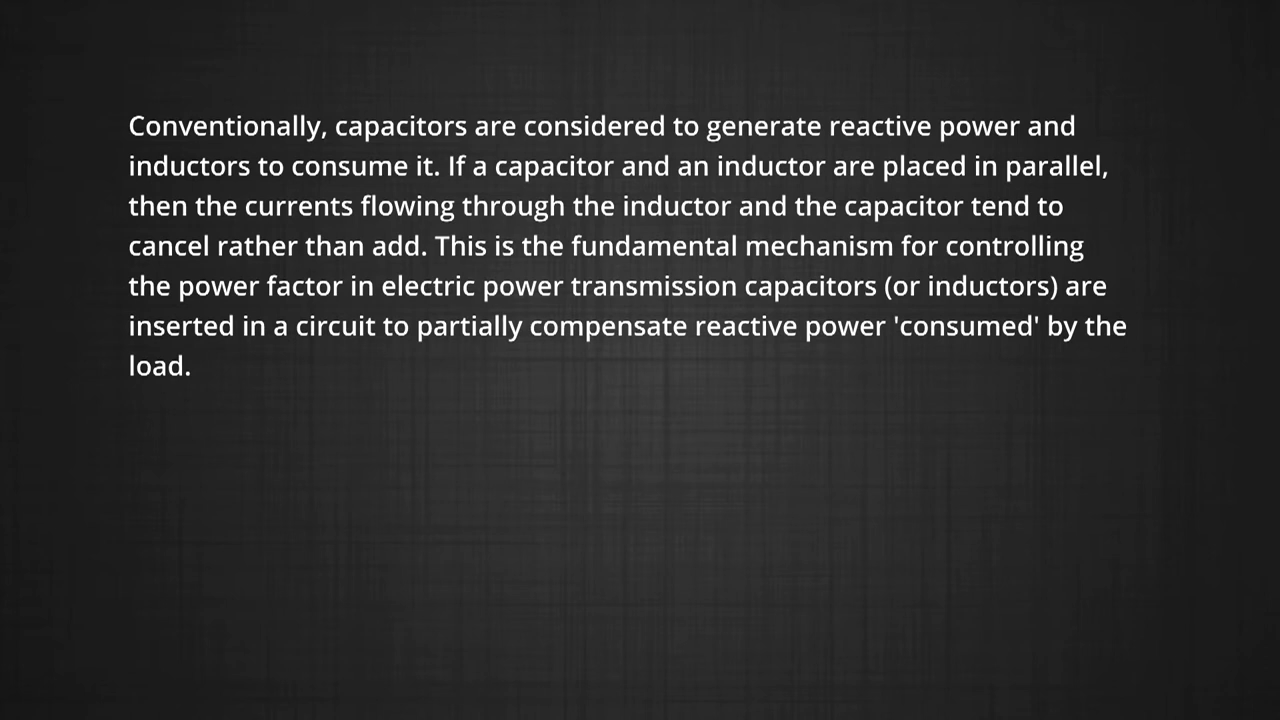 Conventionally, capacitors are considered to generate reactive power and
inductors to consume it. If a capacitor and an inductor are placed in parallel,
then the currents flowing through the inductor and the capacitor tend to
cancel rather than add. This is the fundamental mechanism for controlling
the power factor in electric power transmission capacitors (or inductors) are
inserted in a circuit to partially compensate reactive power 'consumed' by the
load.